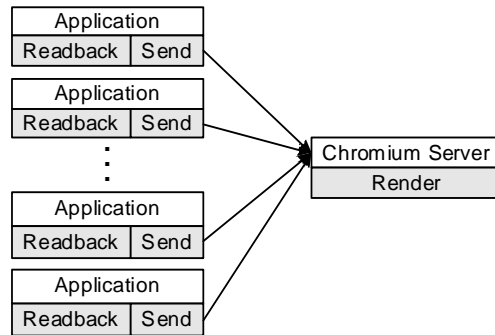 Application
Readback Send
Application
Readback Send
Chromium Server
Render
Application
Readback Send
Application
Readback Send